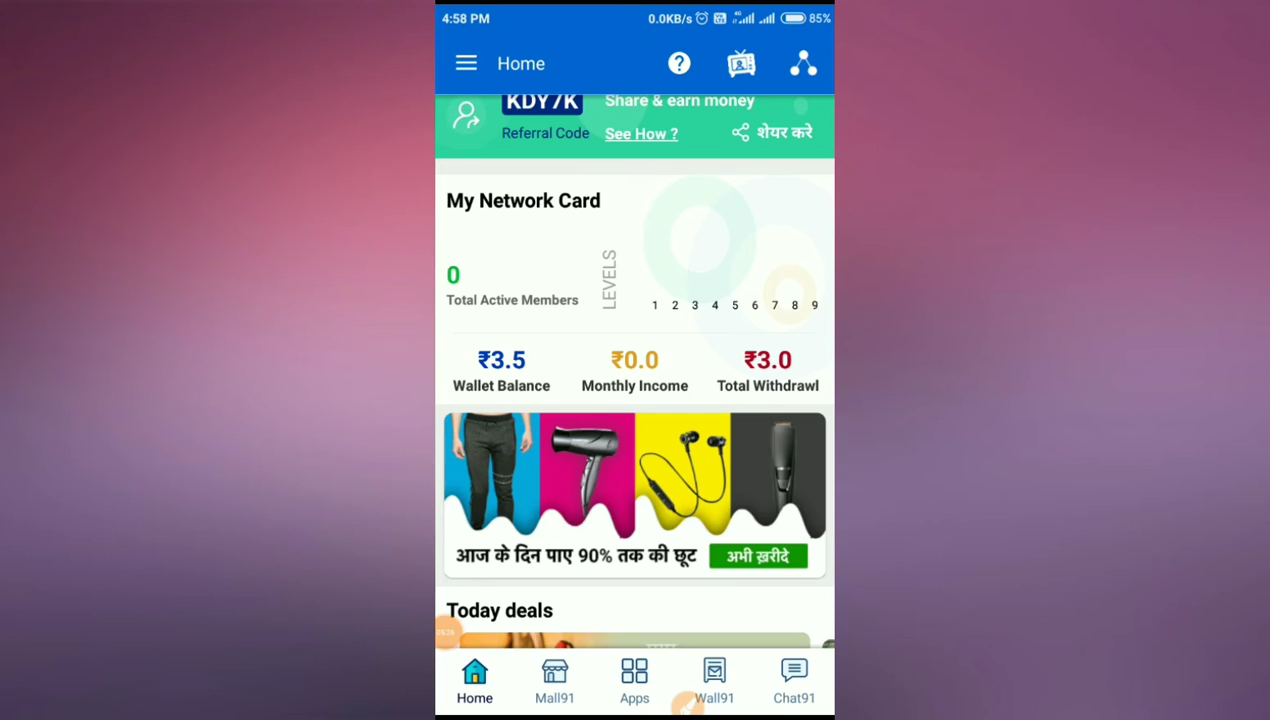 4:58 PM 0.0KB/s 4G 85%
Home
KDY7K Share & earn money
Referral Code See How ? शेयर करे
My Network Card
LEVELS
0
Total Active Members 1 2 3 4 5 6 7 8 9
₹3.5 ₹0.0 ₹3.0
Wallet Balance Monthly Income Total Withdrawl
आज के दिन पाए 90% तक की छूट अभी ख़रीदे
Today deals
Home Mall91 Apps Wall91 Chat91